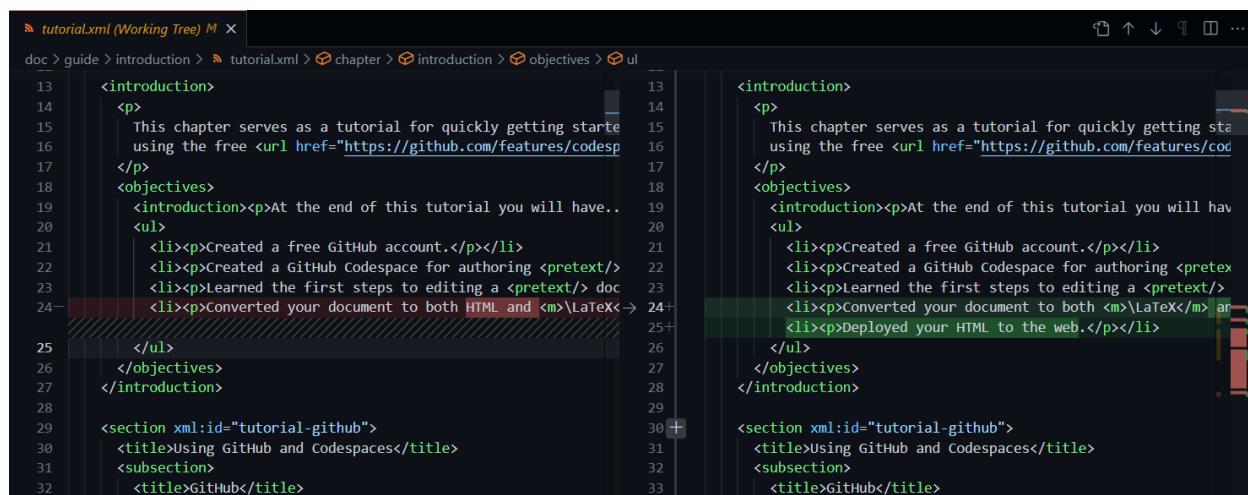 tutorial.xml (Working Tree) M
doc > guide > introduction > tutorial.xml > chapter > introduction > objectives > ul
13 <introduction>
14 <p>
15 This chapter serves as a tutorial for quickly getting starte
16 using the free <url href="https://github.com/features/codesp
17 </p>
18 <objectives>
19 <introduction><p>At the end of this tutorial you will have..
20 <ul>
21 <li><p>Created a free GitHub account.</p></li>
22 <li><p>Created a GitHub Codespace for authoring <pretext/>
23 <li><p>Learned the first steps to editing a <pretext/> doc
24 <li><p>Converted your document to both HTML and <m>\LaTeX<
25 </ul>
26 </objectives>
27 </introduction>
28
29 <section xml:id="tutorial-github">
30 <title>Using GitHub and Codespaces</title>
31 <subsection>
32 <title>GitHub</title>
13 <introduction>
14 <p>
15 This chapter serves as a tutorial for quickly getting sta
16 using the free <url href="https://github.com/features/cod
17 </p>
18 <objectives>
19 <introduction><p>At the end of this tutorial you will hav
20 <ul>
21 <li><p>Created a free GitHub account.</p></li>
22 <li><p>Created a GitHub Codespace for authoring <pretex
23 <li><p>Learned the first steps to editing a <pretext/>
24 <li><p>Converted your document to both <m>\LaTeX</m> an
25 <li><p>Deployed your HTML to the web.</p></li>
26 </ul>
27 </objectives>
28 </introduction>
29
30 <section xml:id="tutorial-github">
31 <title>Using GitHub and Codespaces</title>
32 <subsection>
33 <title>GitHub</title>